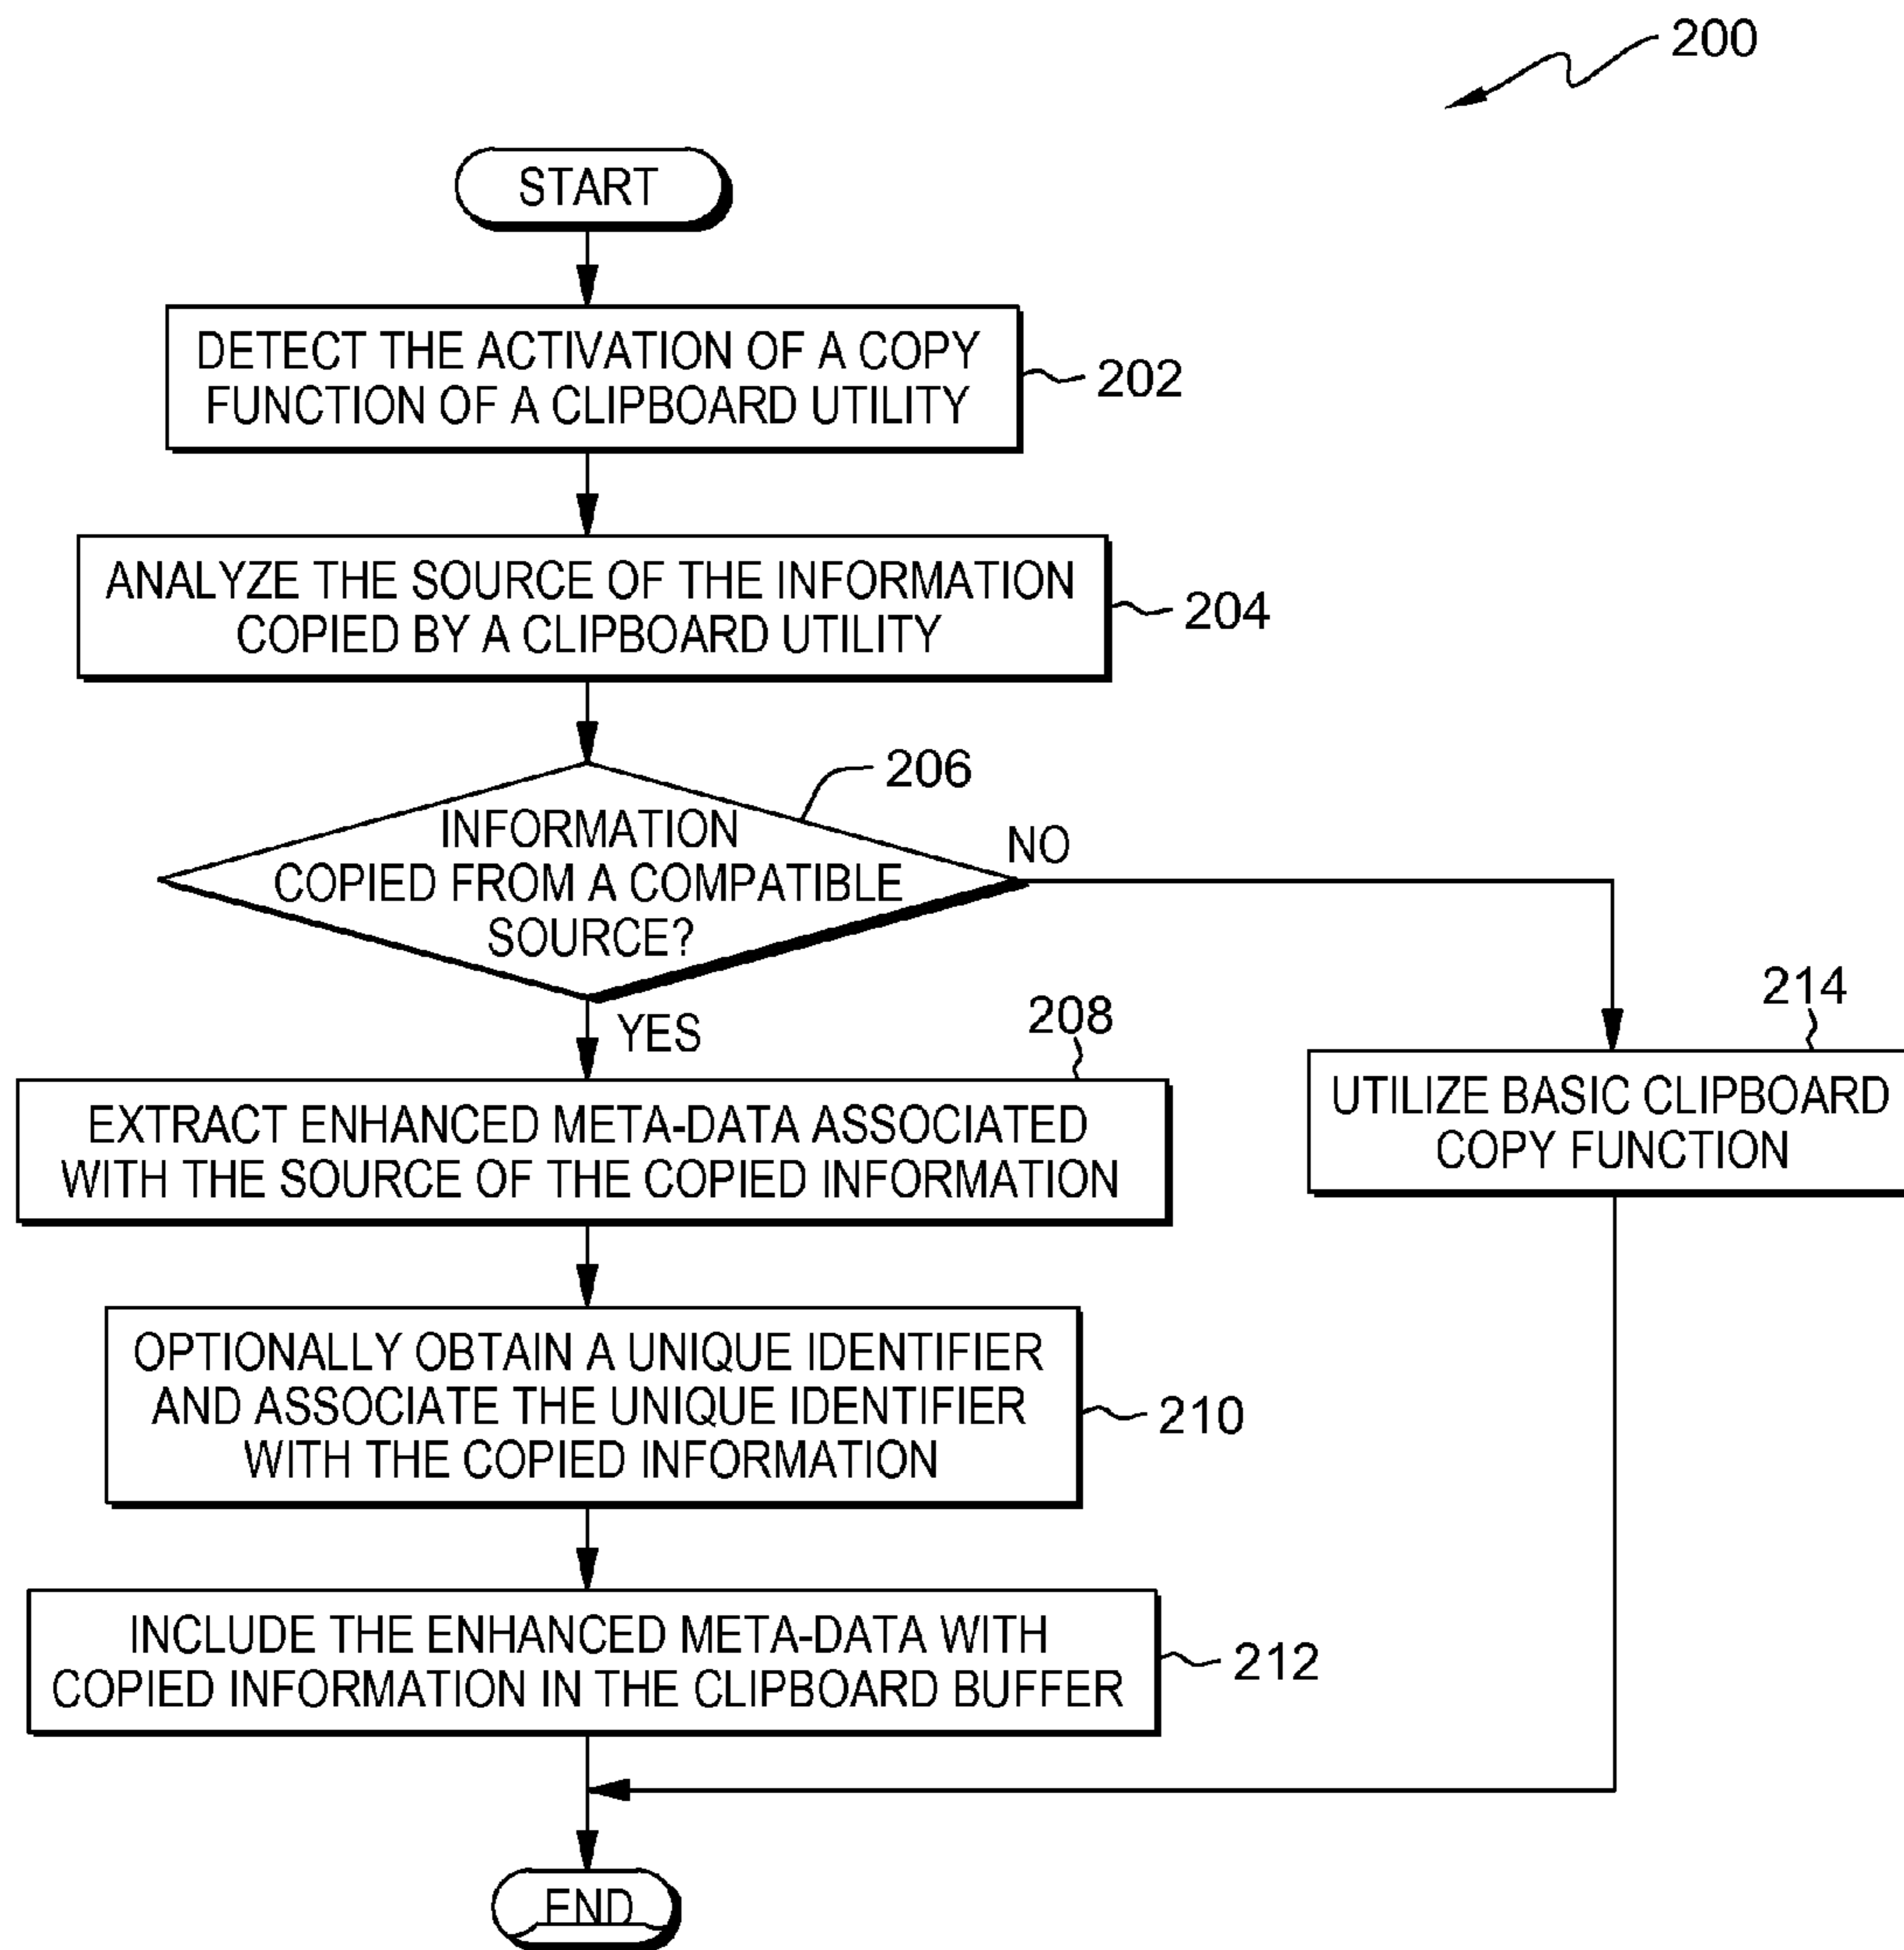 200
START
DETECT THE ACTIVATION OF A COPY
FUNCTION OF A CLIPBOARD UTILITY
202
ANALYZE THE SOURCE OF THE INFORMATION
COPIED BY A CLIPBOARD UTILITY
204
206
INFORMATION
COPIED FROM A COMPATIBLE
SOURCE?
NO
YES
208
214
EXTRACT ENHANCED META-DATA ASSOCIATED
WITH THE SOURCE OF THE COPIED INFORMATION
UTILIZE BASIC CLIPBOARD
COPY FUNCTION
OPTIONALLY OBTAIN A UNIQUE IDENTIFIER
AND ASSOCIATE THE UNIQUE IDENTIFIER
WITH THE COPIED INFORMATION
210
INCLUDE THE ENHANCED META-DATA WITH
COPIED INFORMATION IN THE CLIPBOARD BUFFER
212
END